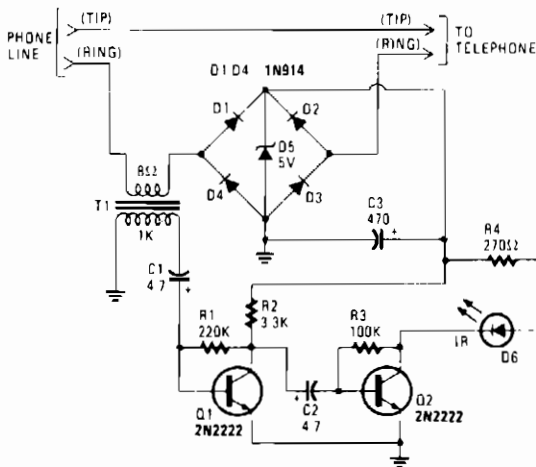 PHONE
LINE
(TIP)
(RING)
(TIP)
(RING)
TO
TELEPHONE
D1 D4 1N914
D1
D2
D5
5V
D4
D3
8Ω
T1
1K
C1
4.7
C3
470
+
R4
270Ω
R1
220K
R2
3.3K
R3
100K
IR
D6
+
+
C2
4.7
Q1
2N2222
Q2
2N2222